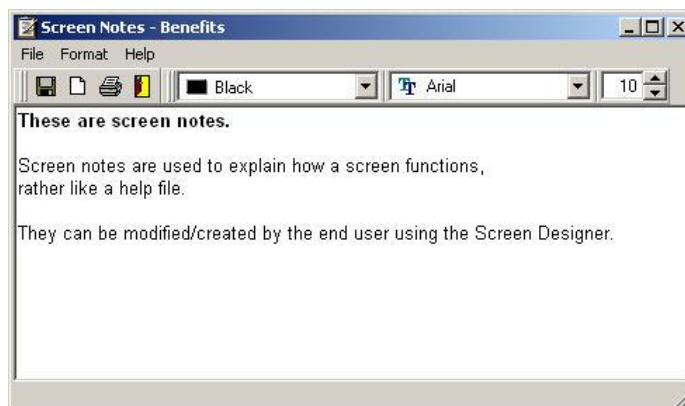 Screen Notes - Benefits
File Format Help
Black Arial 10
These are screen notes.
Screen notes are used to explain how a screen functions,
rather like a help file.
They can be modified/created by the end user using the Screen Designer.